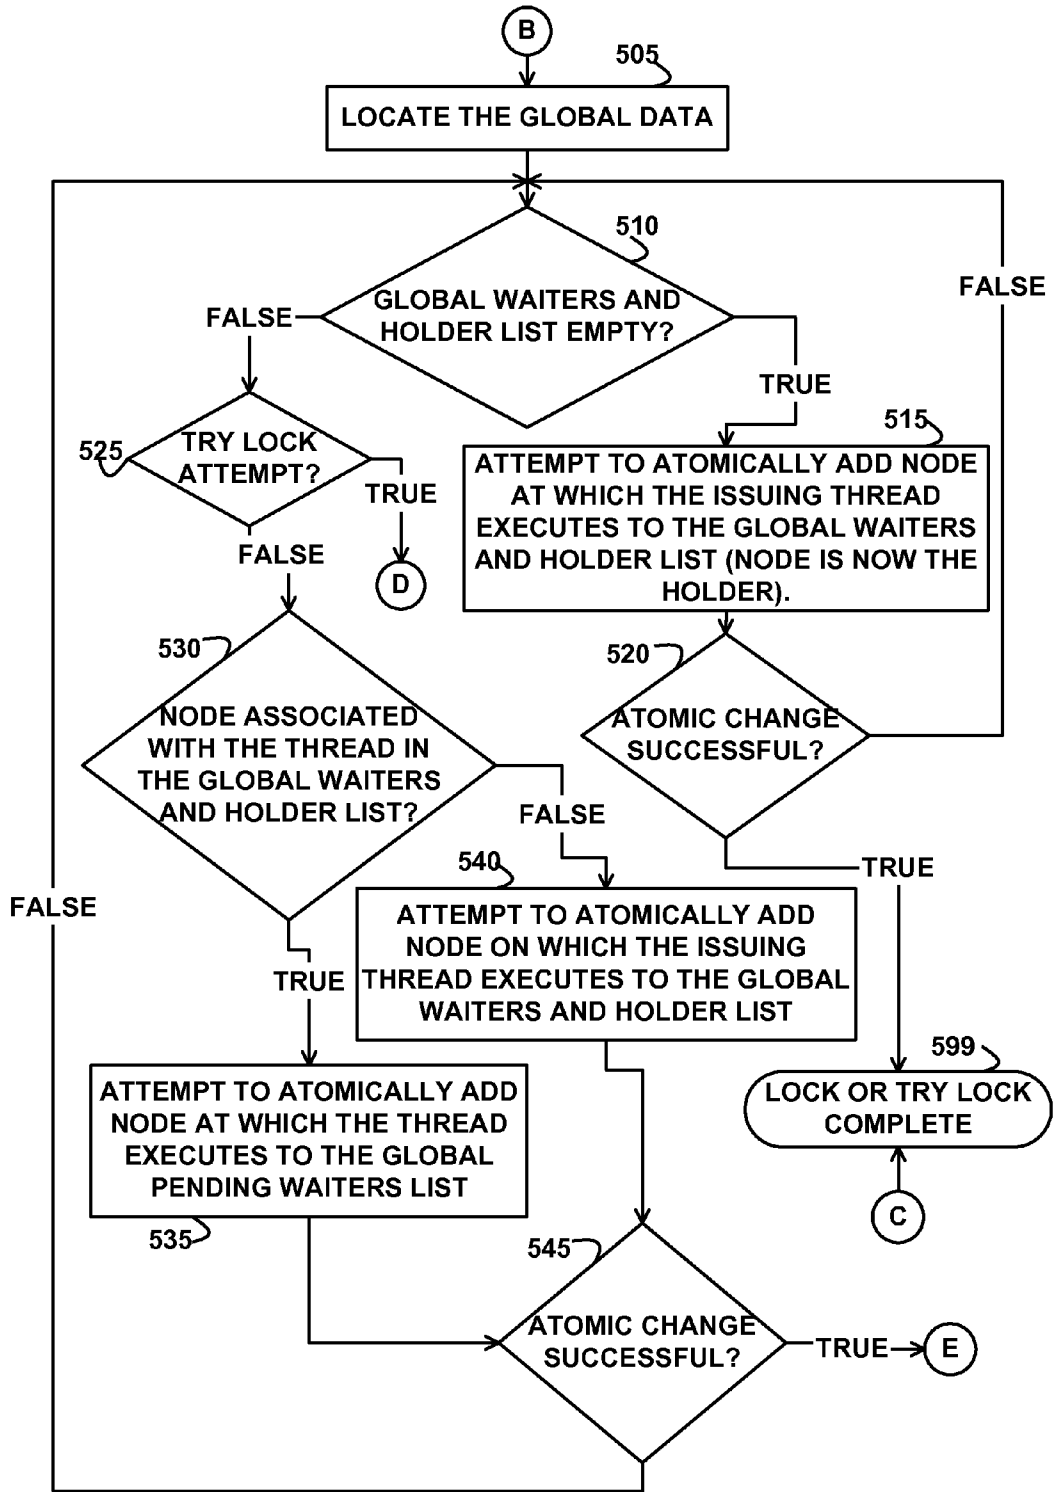 B
505
LOCATE THE GLOBAL DATA
510
GLOBAL WAITERS AND
HOLDER LIST EMPTY?
FALSE
TRUE
FALSE
525
TRY LOCK
ATTEMPT?
TRUE
D
FALSE
515
ATTEMPT TO ATOMICALLY ADD NODE
AT WHICH THE ISSUING THREAD
EXECUTES TO THE GLOBAL WAITERS
AND HOLDER LIST (NODE IS NOW THE
HOLDER).
520
ATOMIC CHANGE
SUCCESSFUL?
TRUE
530
NODE ASSOCIATED
WITH THE THREAD IN
THE GLOBAL WAITERS
AND HOLDER LIST?
FALSE
TRUE
540
ATTEMPT TO ATOMICALLY ADD
NODE ON WHICH THE ISSUING
THREAD EXECUTES TO THE GLOBAL
WAITERS AND HOLDER LIST
FALSE
ATTEMPT TO ATOMICALLY ADD
NODE AT WHICH THE THREAD
EXECUTES TO THE GLOBAL
PENDING WAITERS LIST
535
599
LOCK OR TRY LOCK
COMPLETE
C
545
ATOMIC CHANGE
SUCCESSFUL?
TRUE
E